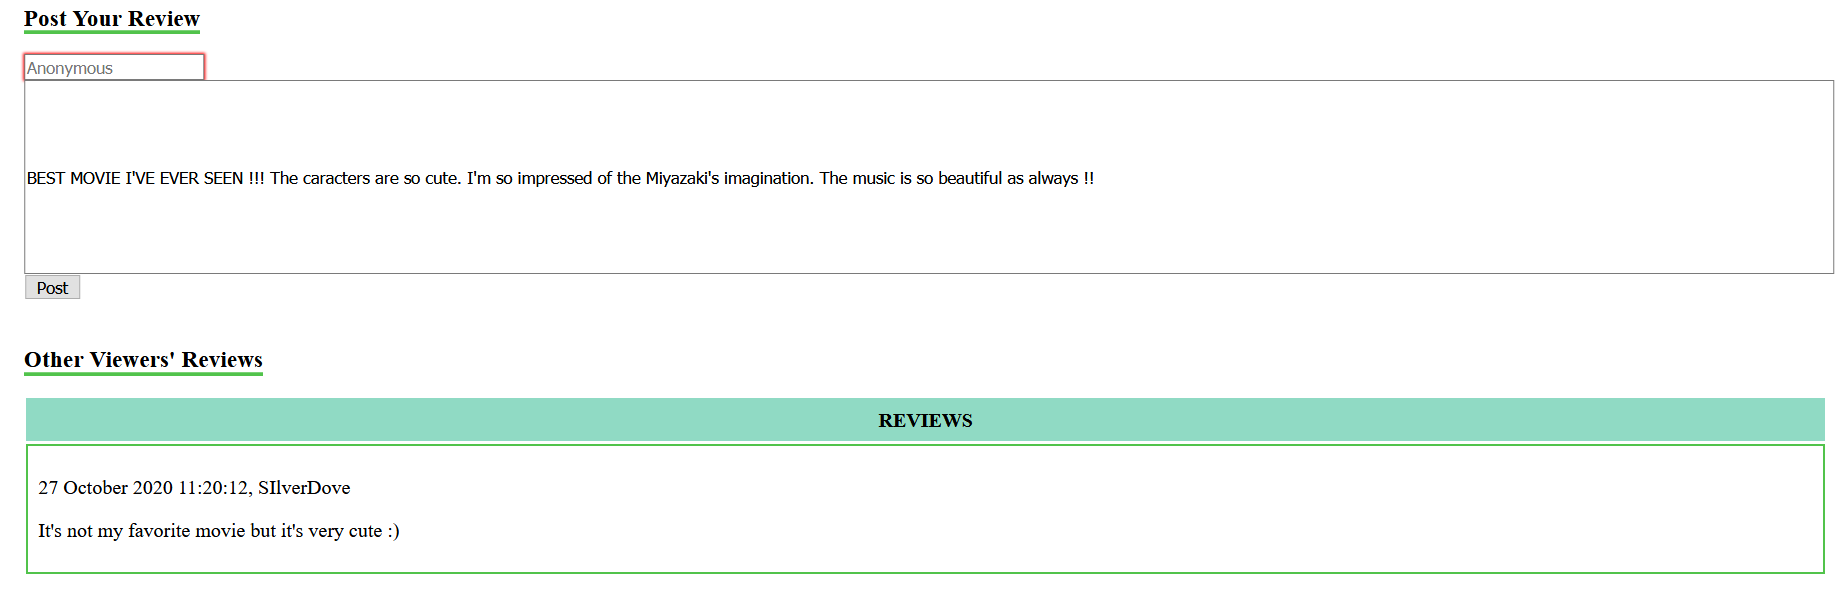 Post Your Review
Anonymous
BEST MOVIE I'VE EVER SEEN !!! The caracters are so cute. I'm so impressed of the Miyazaki's imagination. The music is so beautiful as always !!
Post
Other Viewers' Reviews
REVIEWS
27 October 2020 11:20:12, SIlverDove
It's not my favorite movie but it's very cute :)